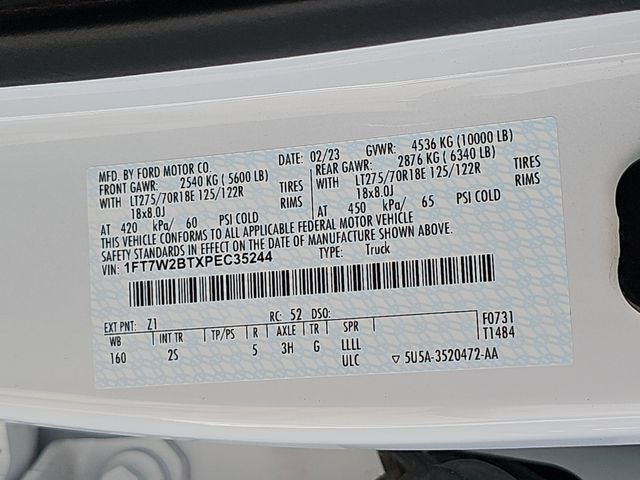 MFD. BY FORD MOTOR CO.
DATE: 02/23 GVWR: 4536 KG (10000 LB)
FRONT GAWR: 2540 KG ( 5600 LB) REAR GAWR: 2876 KG ( 6340 LB)
WITH LT275/70R18E 125/122R TIRES WITH LT275/70R18E 125/122R TIRES
18x8.0J RIMS 18x8.0J RIMS
AT 420 kPa/ 60 PSI COLD AT 450 kPa/ 65 PSI COLD
THIS VEHICLE CONFORMS TO ALL APPLICABLE FEDERAL MOTOR VEHICLE
SAFETY STANDARDS IN EFFECT ON THE DATE OF MANUFACTURE SHOWN ABOVE.
VIN: 1FT7W2BTXPEC35244 TYPE: Truck
EXT PNT: Z1 RC: 52 DSO: F0731
WB INT TR TP/PS R AXLE TR SPR T1484
160 2S 5 3H G LLLL
ULC ▽ 5U5A-3520472-AA